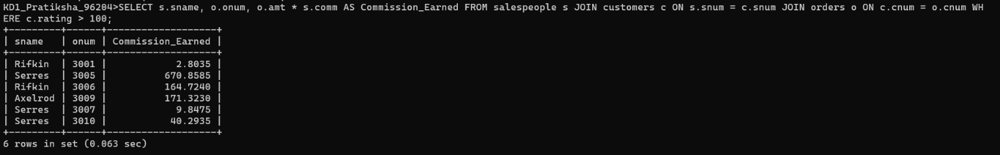 KD1_Pratiksha_96204>SELECT s.sname, o.onum, o.amt * s.comm AS Commission_Earned FROM salespeople s JOIN customers c ON s.snum = c.snum JOIN orders o ON c.cnum = o.cnum WH
ERE c.rating > 100;
+---------+------+-------------------+
| sname   | onum | Commission_Earned |
+---------+------+-------------------+
| Rifkin  | 3001 |            2.8035 |
| Serres  | 3005 |          670.8585 |
| Rifkin  | 3006 |          164.7240 |
| Axelrod | 3009 |          171.3230 |
| Serres  | 3007 |            9.8475 |
| Serres  | 3010 |           40.2935 |
+---------+------+-------------------+
6 rows in set (0.063 sec)